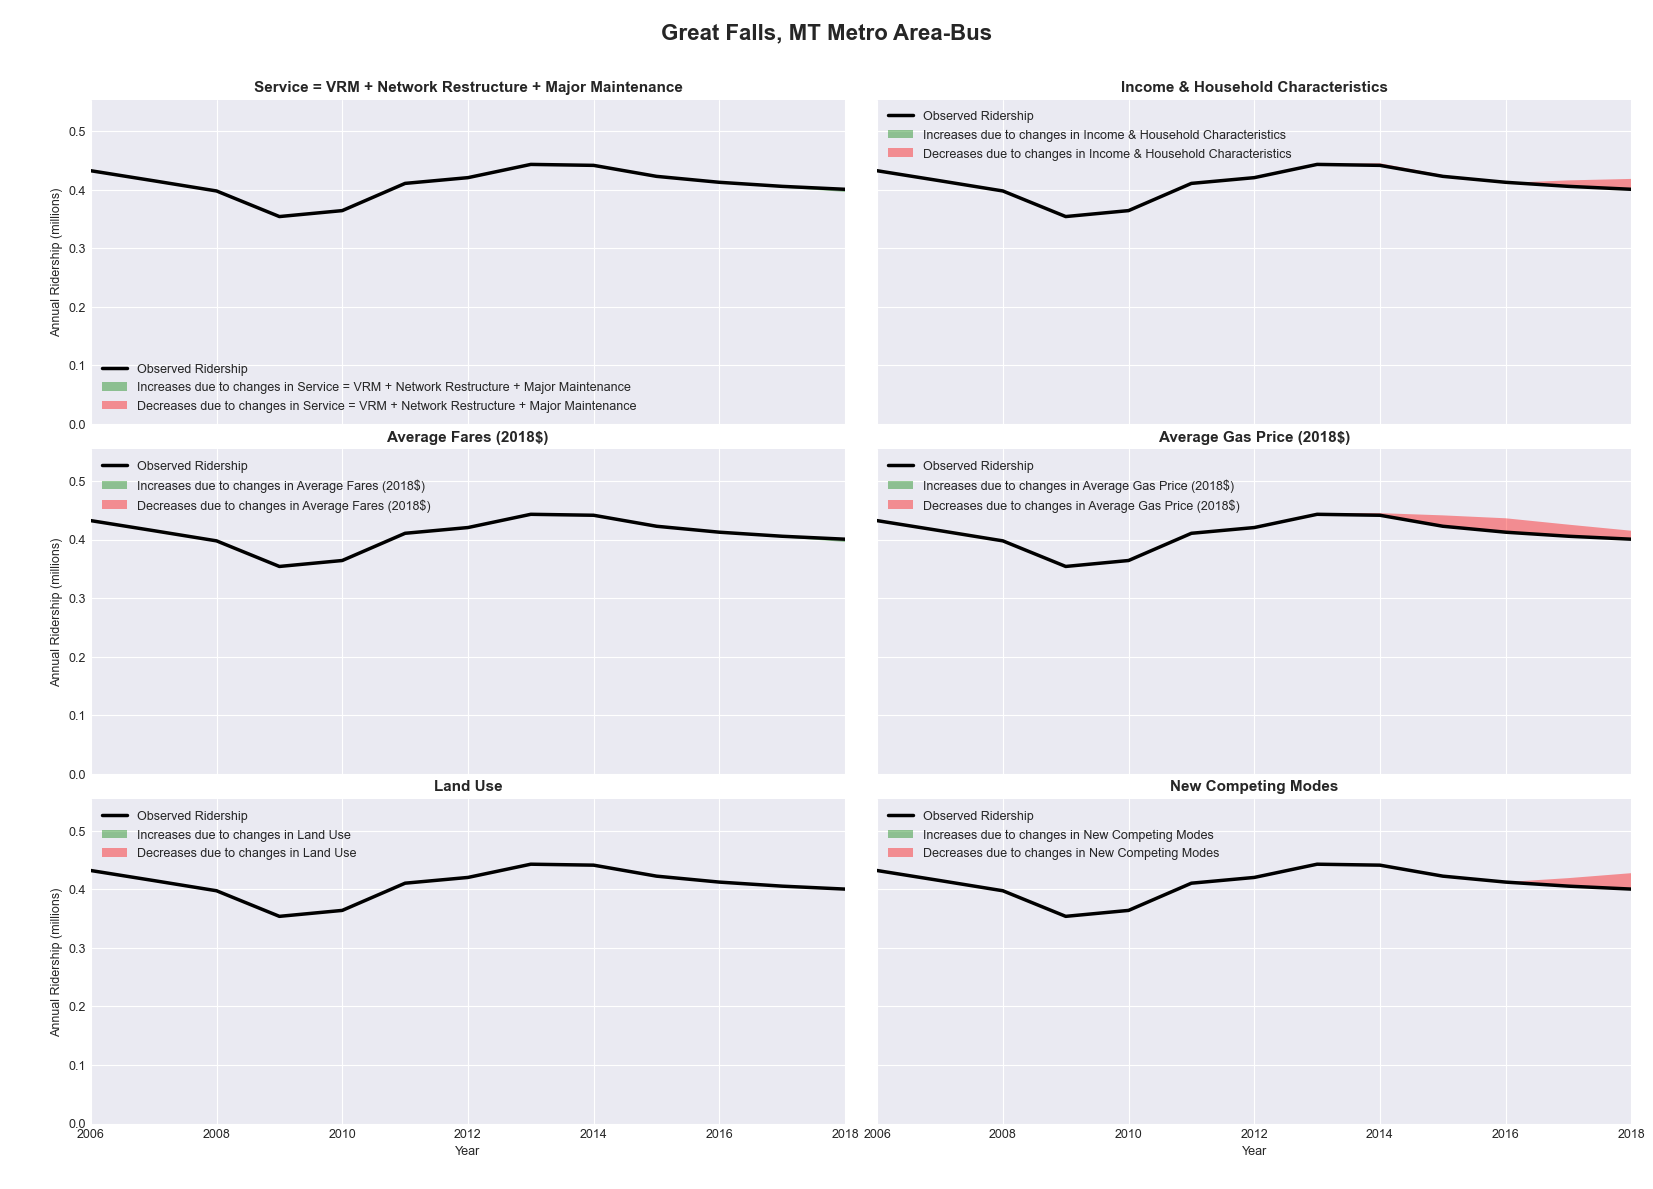 Great Falls, MT Metro Area-Bus
Service = VRM + Network Restructure + Major Maintenance
0.5
0.4
0.3
0.2
0.1
0.0
Annual Ridership (millions)
Observed Ridership
Increases due to changes in Service = VRM + Network Restructure + Major Maintenance
Decreases due to changes in Service = VRM + Network Restructure + Major Maintenance
Income & Household Characteristics
Observed Ridership
Increases due to changes in Income & Household Characteristics
Decreases due to changes in Income & Household Characteristics
Average Fares (2018$)
0.5
0.4
0.3
0.2
0.1
0.0
Annual Ridership (millions)
Observed Ridership
Increases due to changes in Average Fares (2018$)
Decreases due to changes in Average Fares (2018$)
Average Gas Price (2018$)
Observed Ridership
Increases due to changes in Average Gas Price (2018$)
Decreases due to changes in Average Gas Price (2018$)
Land Use
0.5
0.4
0.3
0.2
0.1
0.0
Annual Ridership (millions)
Observed Ridership
Increases due to changes in Land Use
Decreases due to changes in Land Use
2006 2008 2010 2012 2014 2016 2018
Year
New Competing Modes
Observed Ridership
Increases due to changes in New Competing Modes
Decreases due to changes in New Competing Modes
2006 2008 2010 2012 2014 2016 2018
Year